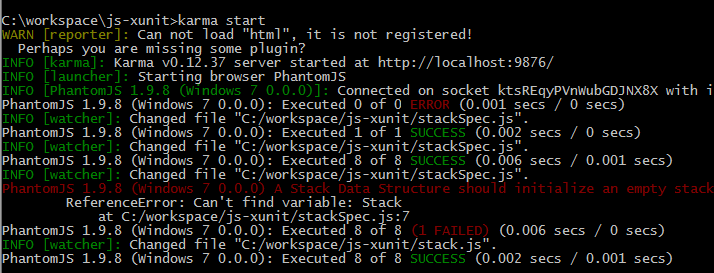 C:\workspace\js-xunit>karma start
WARN [reporter]: Can not load "html", it is not registered!
  Perhaps you are missing some plugin?
INFO [karma]: Karma v0.12.37 server started at http://localhost:9876/
INFO [launcher]: Starting browser PhantomJS
INFO [PhantomJS 1.9.8 (Windows 7 0.0.0)]: Connected on socket ktsREqyPVnWubGDJNX8X with i
PhantomJS 1.9.8 (Windows 7 0.0.0): Executed 0 of 0 ERROR (0.001 secs / 0 secs)
INFO [watcher]: Changed file "C:/workspace/js-xunit/stackSpec.js".
PhantomJS 1.9.8 (Windows 7 0.0.0): Executed 1 of 1 SUCCESS (0.002 secs / 0 secs)
INFO [watcher]: Changed file "C:/workspace/js-xunit/stackSpec.js".
PhantomJS 1.9.8 (Windows 7 0.0.0): Executed 8 of 8 SUCCESS (0.006 secs / 0.001 secs)
INFO [watcher]: Changed file "C:/workspace/js-xunit/stackSpec.js".
PhantomJS 1.9.8 (Windows 7 0.0.0) A Stack Data Structure should initialize an empty stack
        ReferenceError: Can't find variable: Stack
            at C:/workspace/js-xunit/stackSpec.js:7
PhantomJS 1.9.8 (Windows 7 0.0.0): Executed 8 of 8 (1 FAILED) (0.006 secs / 0 secs)
INFO [watcher]: Changed file "C:/workspace/js-xunit/stack.js".
PhantomJS 1.9.8 (Windows 7 0.0.0): Executed 8 of 8 SUCCESS (0.002 secs / 0.001 secs)